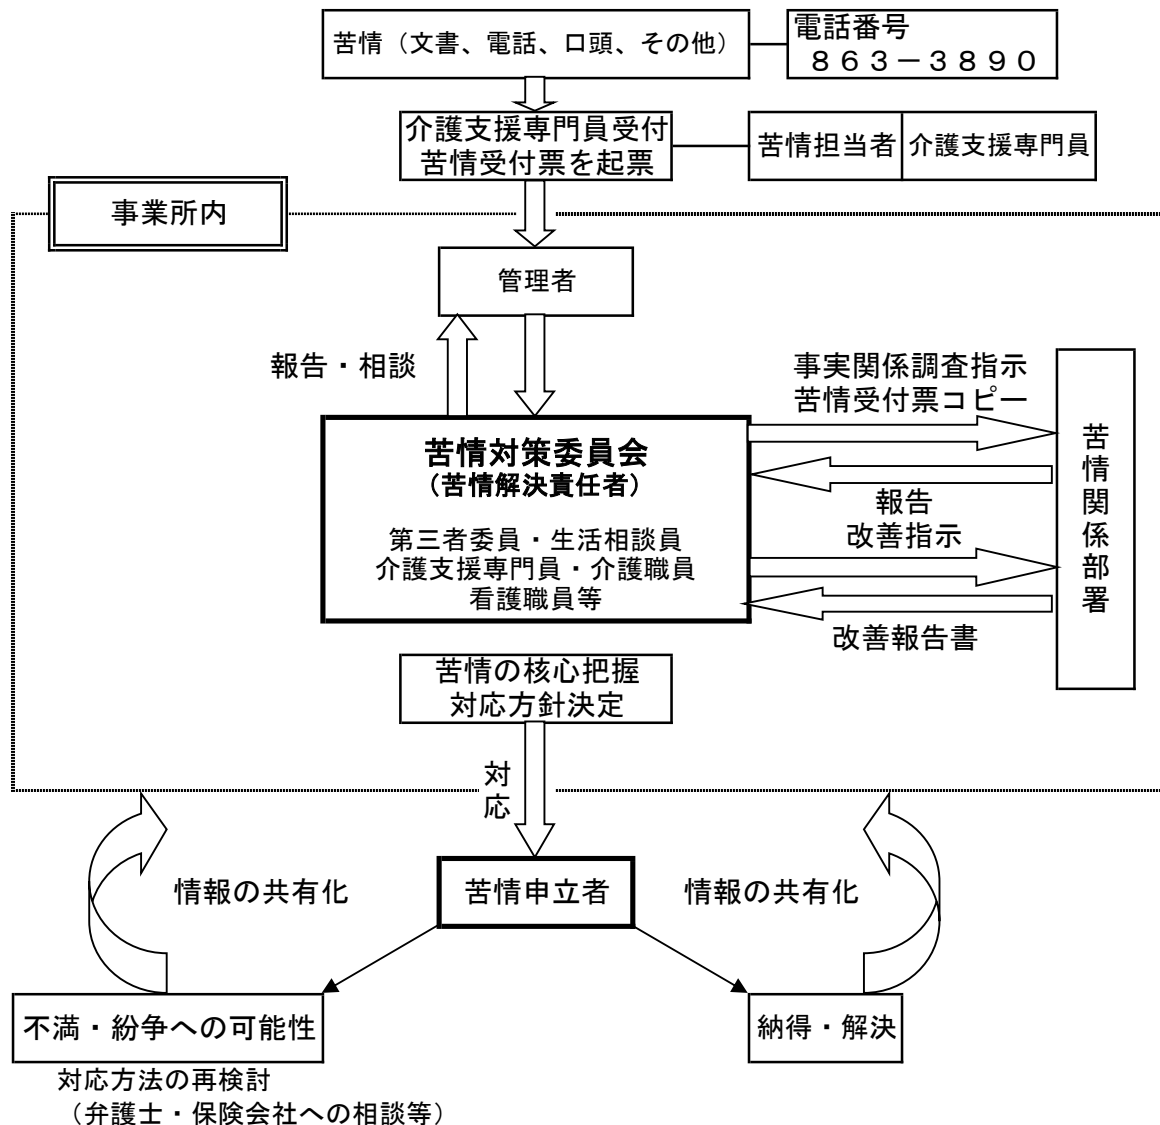 苦情（文書、電話、口頭、その他）
電話番号
８６３－３８９０
介護支援専門員受付
苦情受付票を起票
苦情担当者
介護支援専門員
事業所内
管理者
報告・相談
事実関係調査指示
苦情受付票コピー
苦情対策委員会
（苦情解決責任者）
第三者委員・生活相談員
介護支援専門員・介護職員
看護職員等
報告
改善指示
改善報告書
苦情関係部署
苦情の核心把握
対応方針決定
対応
苦情申立者
情報の共有化
情報の共有化
不満・紛争への可能性
納得・解決
対応方法の再検討
（弁護士・保険会社への相談等）